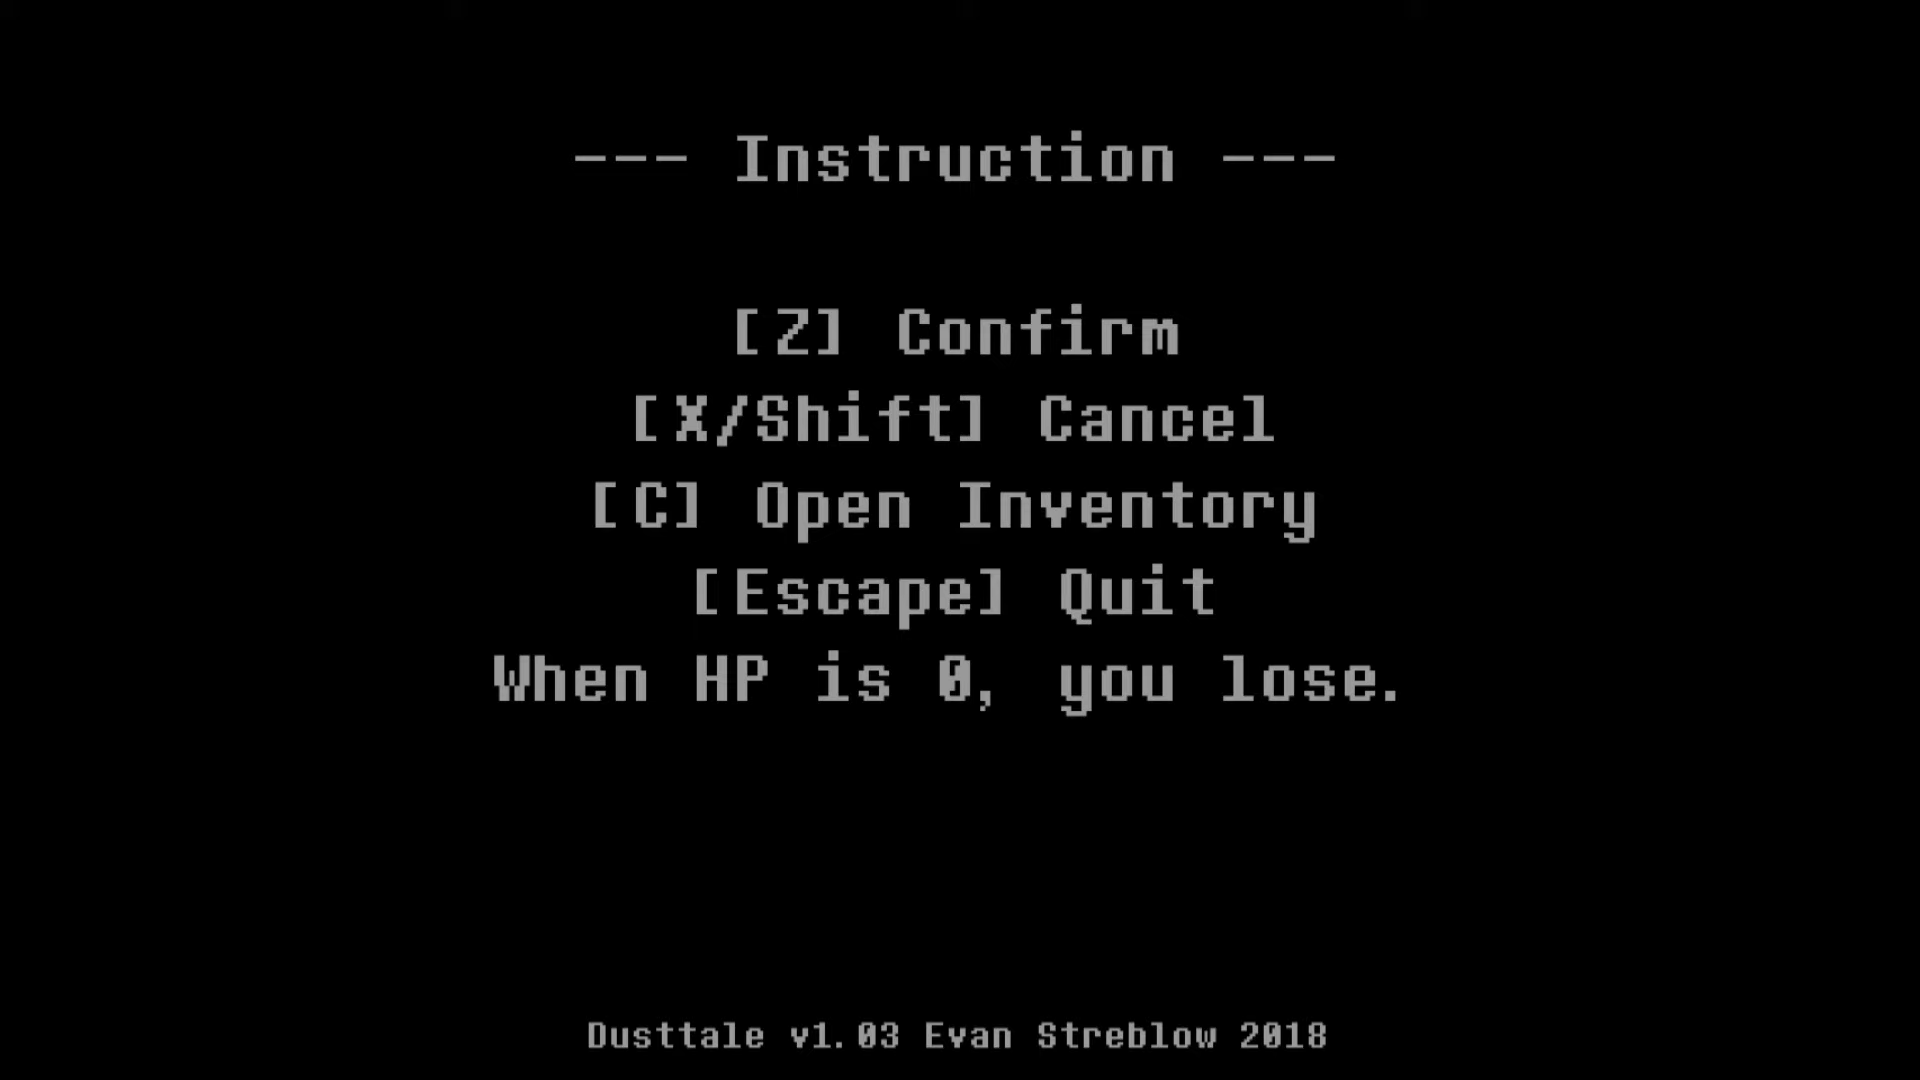 --- Instruction ---
[Z] Confirm
[X/Shift] Cancel
[C] Open Inventory
[Escape] Quit
When HP is 0, you lose.
Dusttale v1.03 Evan Streblow 2018